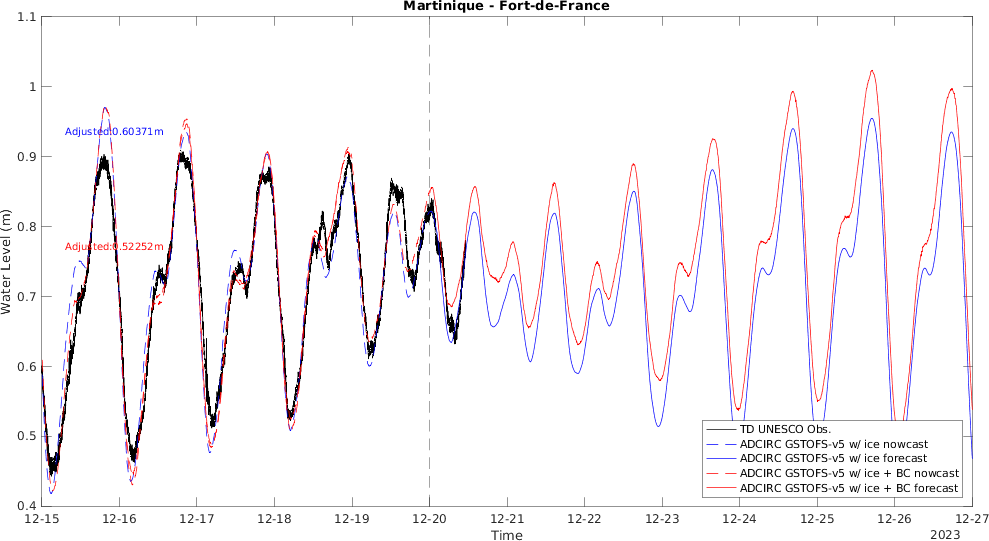 Martinique - Fort-de-France
1.1
1
0.9
0.8
0.7
0.6
0.5
0.4
Water Level (m)
Adjusted:0.60371m
Adjusted:0.52252m
TD UNESCO Obs.
ADCIRC GSTOFS-v5 w/ ice nowcast
ADCIRC GSTOFS-v5 w/ ice forecast
ADCIRC GSTOFS-v5 w/ ice + BC nowcast
ADCIRC GSTOFS-v5 w/ ice + BC forecast
12-15 12-16 12-17 12-18 12-19 12-20 12-21 12-22 12-23 12-24 12-25 12-26 12-27
Time
2023